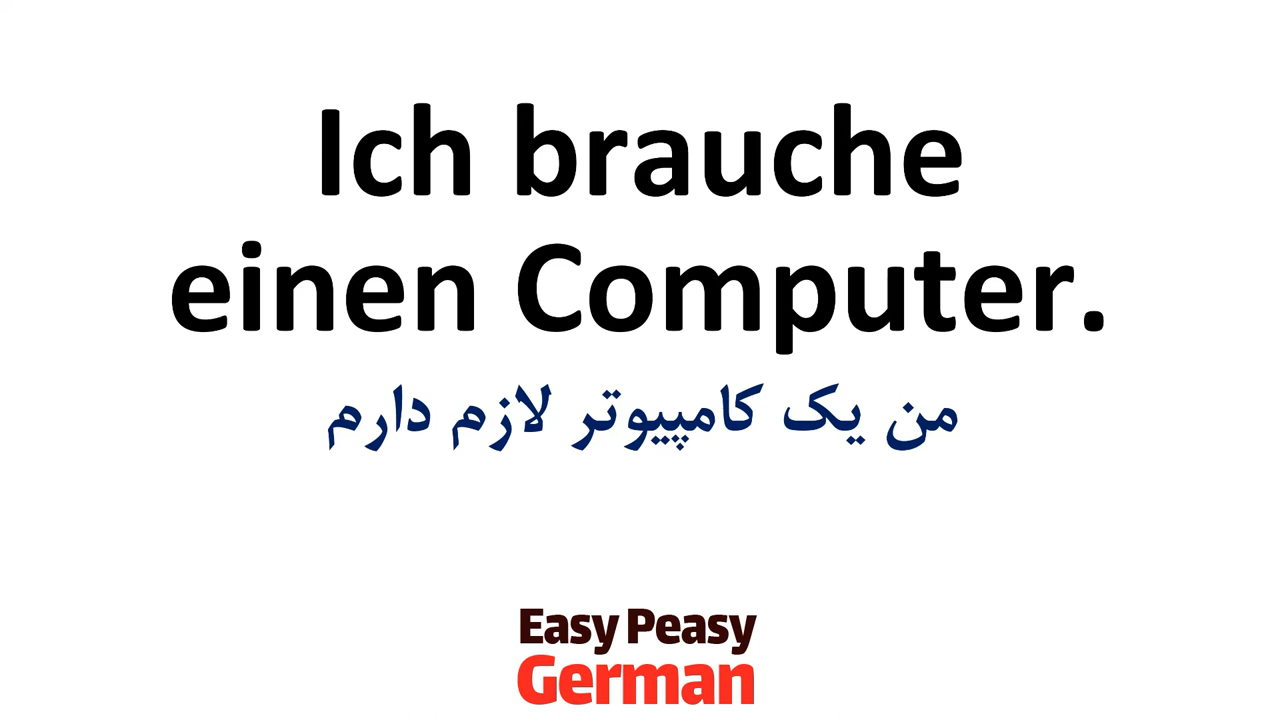 Ich brauche
einen Computer.
من یک کامپیوتر لازم دارم
Easy Peasy
German